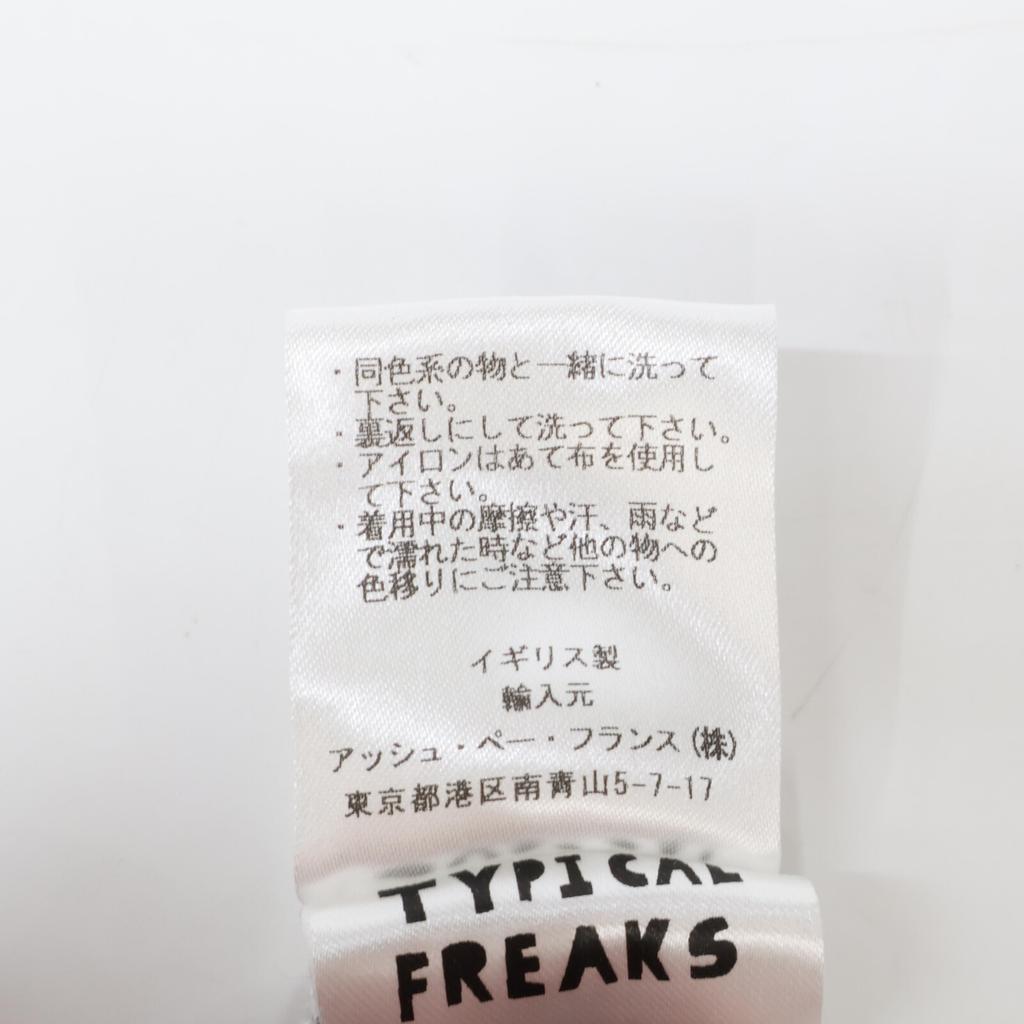 ・同色系の物と一緒に洗って
下さい。
・裏返しにして洗って下さい。
・アイロンはあて布を使用し
て下さい。
・着用中の摩擦や汗、雨など
で濡れた時など他の物への
色移りにご注意下さい。
イギリス製
輸入元
アッシュ・ペー・フランス(株)
東京都港区南青山5-7-17
TYPICAL
FREAKS